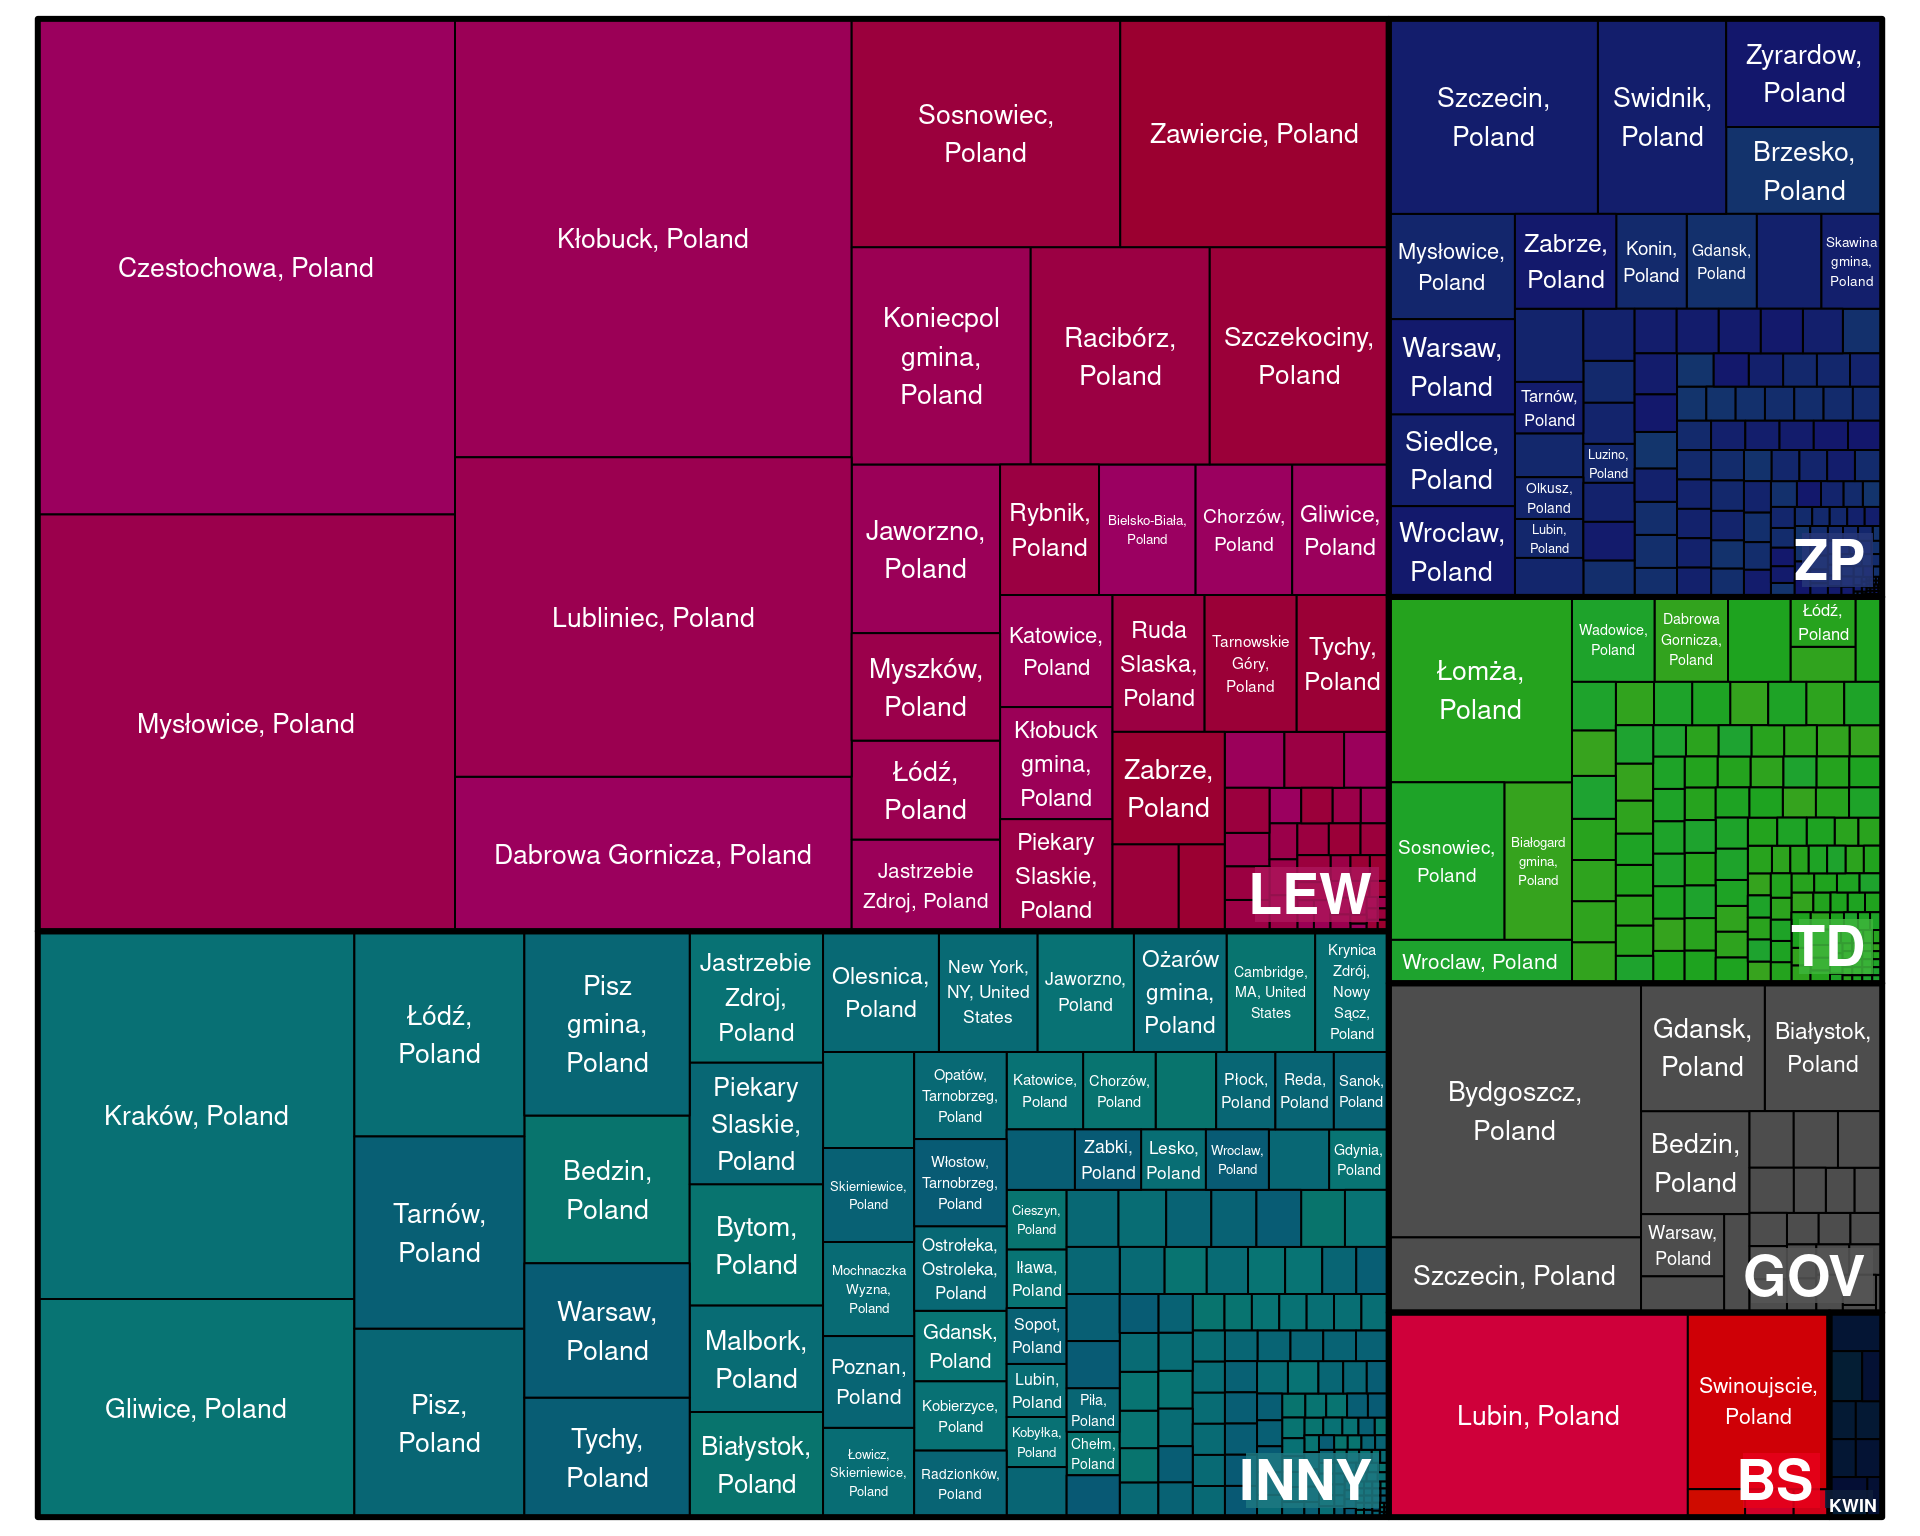 Czestochowa, Poland
Mysłowice, Poland
Kłobuck, Poland
Lubliniec, Poland
Dabrowa Gornicza, Poland
Sosnowiec,
Poland
Zawiercie, Poland
Koniecpol
gmina,
Poland
Racibórz,
Poland
Szczekociny,
Poland
Jaworzno,
Poland
Myszków,
Poland
Łódź,
Poland
Jastrzebie
Zdroj, Poland
Rybnik,
Poland
Bielsko-Biała,
Poland
Chorzów,
Poland
Gliwice,
Poland
Katowice,
Poland
Kłobuck
gmina,
Poland
Piekary
Slaskie,
Poland
Ruda
Slaska,
Poland
Tarnowskie
Góry,
Poland
Tychy,
Poland
Zabrze,
Poland
LEW
Szczecin,
Poland
Swidnik,
Poland
Zyrardow,
Poland
Brzesko,
Poland
Mysłowice,
Poland
Zabrze,
Poland
Konin,
Poland
Gdansk,
Poland
Skawina
gmina,
Poland
Warsaw,
Poland
Siedlce,
Poland
Wroclaw,
Poland
Tarnów,
Poland
Olkusz,
Poland
Lubin,
Poland
Luzino,
Poland
ZP
Łomża,
Poland
Wadowice,
Poland
Dabrowa
Gornicza,
Poland
Łódź,
Poland
Sosnowiec,
Poland
Białogard
gmina,
Poland
Wroclaw, Poland
TD
Kraków, Poland
Gliwice, Poland
Łódź,
Poland
Tarnów,
Poland
Pisz,
Poland
Pisz
gmina,
Poland
Bedzin,
Poland
Warsaw,
Poland
Tychy,
Poland
Jastrzebie
Zdroj,
Poland
Piekary
Slaskie,
Poland
Bytom,
Poland
Malbork,
Poland
Białystok,
Poland
Olesnica,
Poland
New York,
NY, United
States
Jaworzno,
Poland
Ożarów
gmina,
Poland
Cambridge,
MA, United
States
Krynica
Zdrój,
Nowy
Sącz,
Poland
Skierniewice,
Poland
Mochnaczka
Wyzna,
Poland
Poznan,
Poland
Łowicz,
Skierniewice,
Poland
Opatów,
Tarnobrzeg,
Poland
Włostow,
Tarnobrzeg,
Poland
Ostrołeka,
Ostroleka,
Poland
Gdansk,
Poland
Kobierzyce,
Poland
Radzionków,
Poland
Katowice,
Poland
Chorzów,
Poland
Płock,
Poland
Reda,
Poland
Sanok,
Poland
Zabki,
Poland
Lesko,
Poland
Wroclaw,
Poland
Gdynia,
Poland
Cieszyn,
Poland
Iława,
Poland
Sopot,
Poland
Lubin,
Poland
Kobyłka,
Poland
Piła,
Poland
Chełm,
Poland
INNY
Bydgoszcz,
Poland
Szczecin, Poland
Gdansk,
Poland
Białystok,
Poland
Bedzin,
Poland
Warsaw,
Poland
GOV
Lubin, Poland
Swinoujscie,
Poland
BS
KWIN